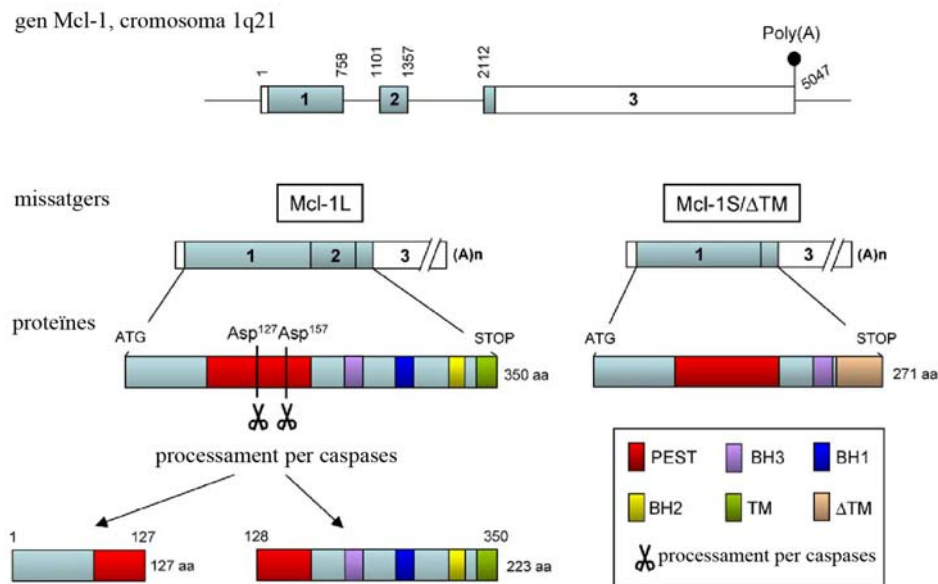 gen Mcl-1, cromosoma 1q21
Poly(A)
1 758 1101 1357 2112 5047
1 2 3
missatgers
Mcl-1L Mcl-1S/ΔTM
1 2 3 (A)n 1 3 (A)n
proteïnes
ATG Asp127 Asp157 STOP ATG STOP
350 aa 271 aa
processament per caspases
PEST BH3 BH1
BH2 TM ΔTM
processament per caspases
1 127 128 350
127 aa 223 aa